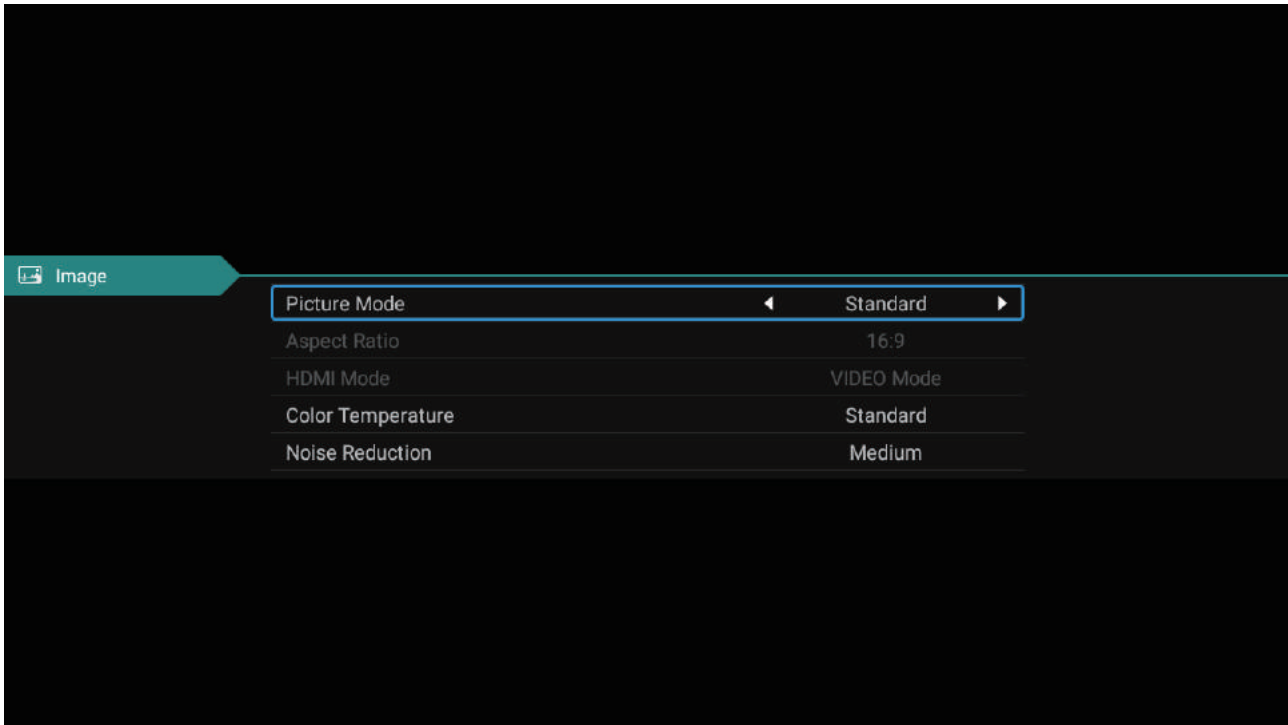 Image
Picture Mode Standard
Aspect Ratio 16:9
HDMI Mode VIDEO Mode
Color Temperature Standard
Noise Reduction Medium